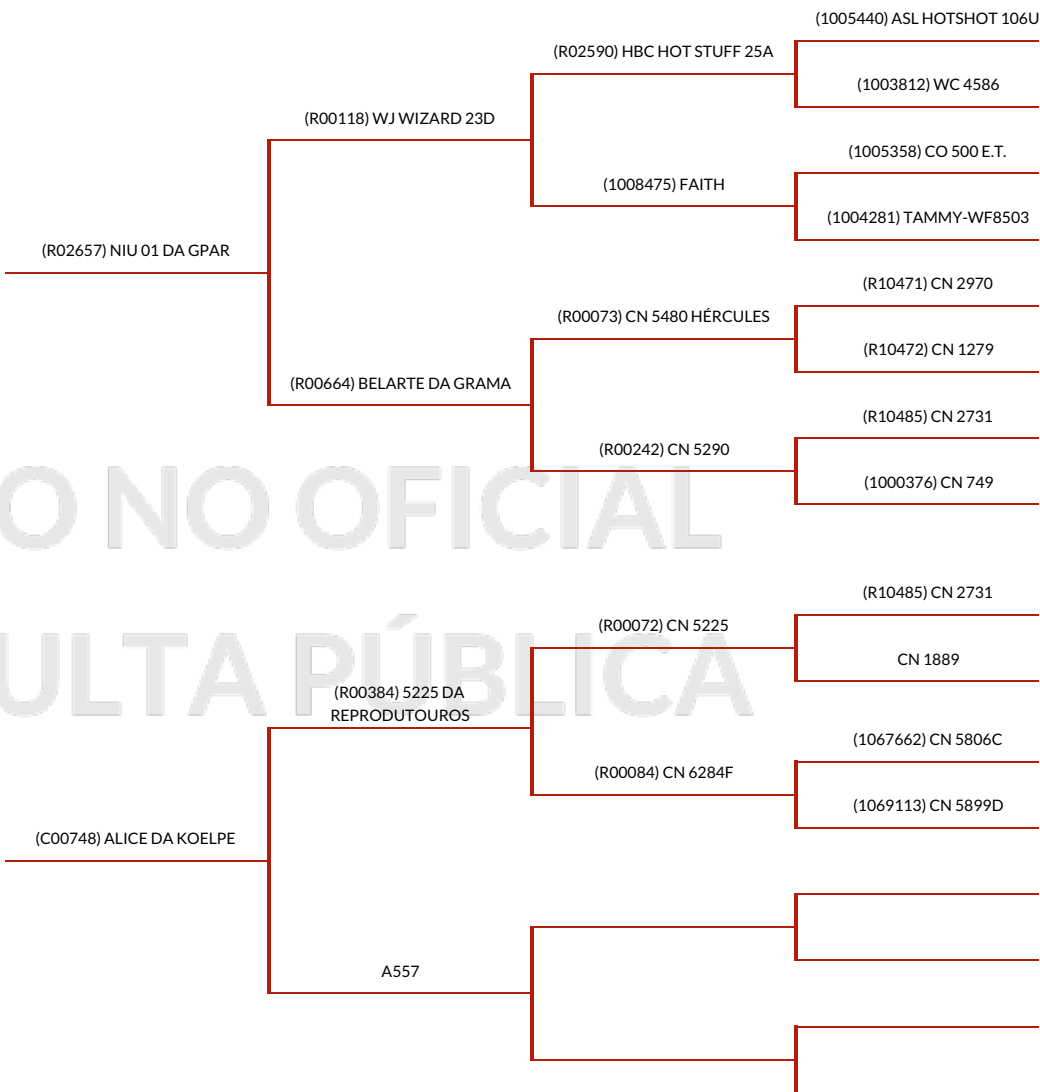 (1005440) ASL HOTSHOT 106U
(R02590) HBC HOT STUFF 25A
(1003812) WC 4586
(R00118) WJ WIZARD 23D
(1005358) CO 500 E.T.
(1008475) FAITH
(1004281) TAMMY-WF8503
(R02657) NIU 01 DA GPAR
(R10471) CN 2970
(R00073) CN 5480 HÉRCULES
(R10472) CN 1279
(R00664) BELARTE DA GRAMA
(R10485) CN 2731
(R00242) CN 5290
(1000376) CN 749
O NO OFICIAL
(R10485) CN 2731
(R00072) CN 5225
CN 1889
ULTA PÚBLICA
(R00384) 5225 DA
REPRODUTOUROS
(1067662) CN 5806C
(R00084) CN 6284F
(1069113) CN 5899D
(C00748) ALICE DA KOELPE
A557